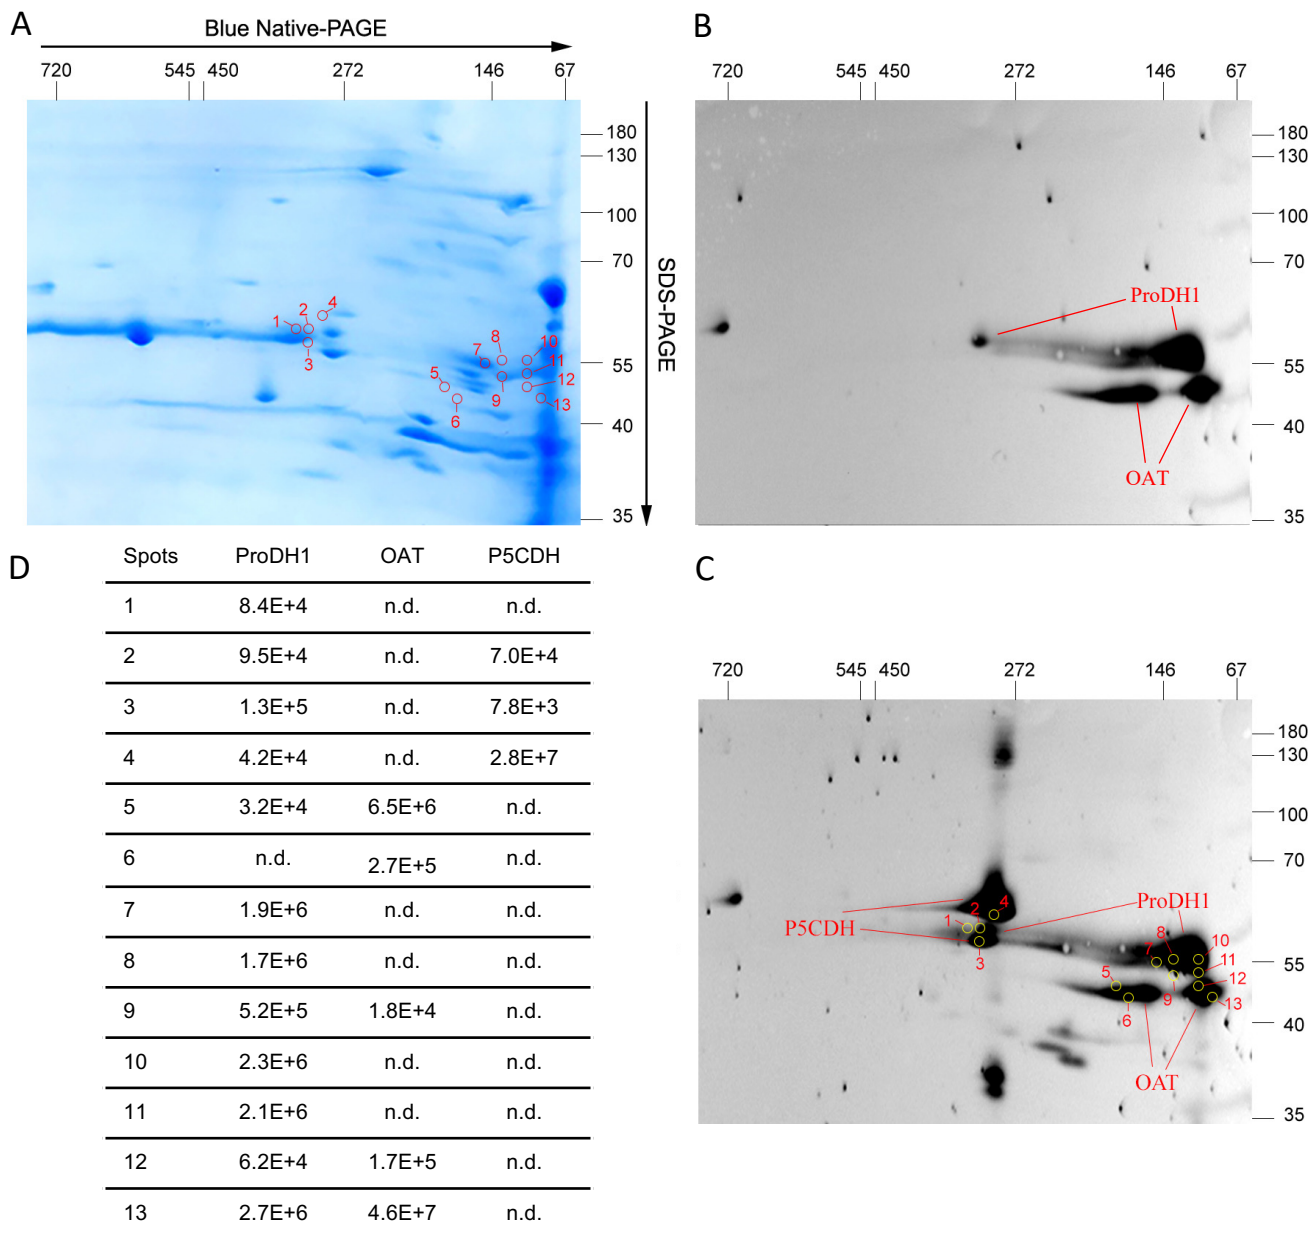 A
Blue Native-PAGE
720 545 450 272 146 67
180
130
100
70
55
40
35
SDS-PAGE
1
2
3
4
5
6
7
8
9
10
11
12
13
B
720 545 450 272 146 67
180
130
100
70
55
40
35
ProDH1
OAT
D
Spots ProDH1 OAT P5CDH
1 8.4E+4 n.d. n.d.
2 9.5E+4 n.d. 7.0E+4
3 1.3E+5 n.d. 7.8E+3
4 4.2E+4 n.d. 2.8E+7
5 3.2E+4 6.5E+6 n.d.
6 n.d. 2.7E+5 n.d.
7 1.9E+6 n.d. n.d.
8 1.7E+6 n.d. n.d.
9 5.2E+5 1.8E+4 n.d.
10 2.3E+6 n.d. n.d.
11 2.1E+6 n.d. n.d.
12 6.2E+4 1.7E+5 n.d.
13 2.7E+6 4.6E+7 n.d.
C
720 545 450 272 146 67
180
130
100
70
55
40
35
P5CDH
ProDH1
OAT
1
2
3
4
5
6
7
8
9
10
11
12
13